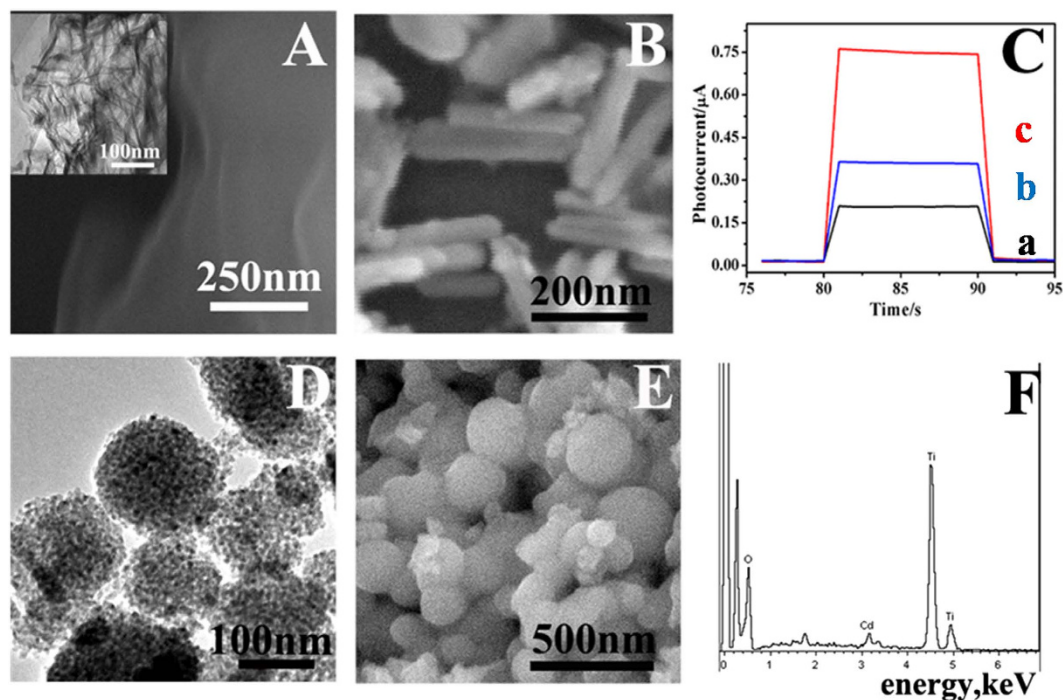 A
100nm
250nm
B
200nm
C
Photocurrent/μA
0.75
0.60
0.45
0.30
0.15
0.00
c
b
a
75 80 85 90 95
Time/s
D
100nm
E
500nm
F
O
Cd
Ti
Ti
0 1 2 3 4 5 6
energy,keV